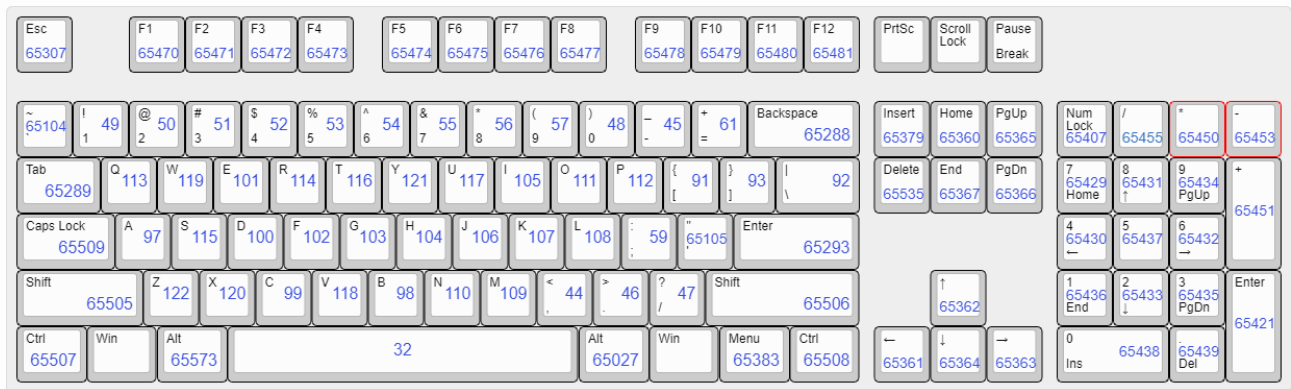 Esc F1 F2 F3 F4 F5 F6 F7 F8 F9 F10 F11 F12 PrtSc Scroll Lock Pause Break
65307 65470 65471 65472 65473 65474 65475 65476 65477 65478 65479 65480 65481
~ ! @ # $ % ^ & * ( ) _ + Backspace Insert Home PgUp Num Lock / * -
65104 49 50 51 52 53 54 55 56 57 48 45 61 65288 65379 65360 65365 65407 65455 65450 65453
` 1 2 3 4 5 6 7 8 9 0 - =
Tab Q W E R T Y U I O P { } | Delete End PgDn 7 8 9 +
65289 113 119 101 114 116 121 117 105 111 112 91 93 92 65535 65367 65366 65429 65431 65434 65451
[ ] \ Home ↑ PgUp
Caps Lock A S D F G H J K L : " Enter 4 5 6
65509 97 115 100 102 103 104 106 107 108 59 65105 65293 65430 65437 65432
; ' ← →
Shift Z X C V B N M < > ? Shift ↑ 1 2 3 Enter
65505 122 120 99 118 98 110 109 44 46 47 65506 65362 65436 65433 65435 65421
, . / End ↓ PgDn
Ctrl Win Alt Alt Win Menu Ctrl ← ↓ → 0 .
65507 65573 32 65027 65383 65508 65361 65364 65363 65438 65439
Ins Del